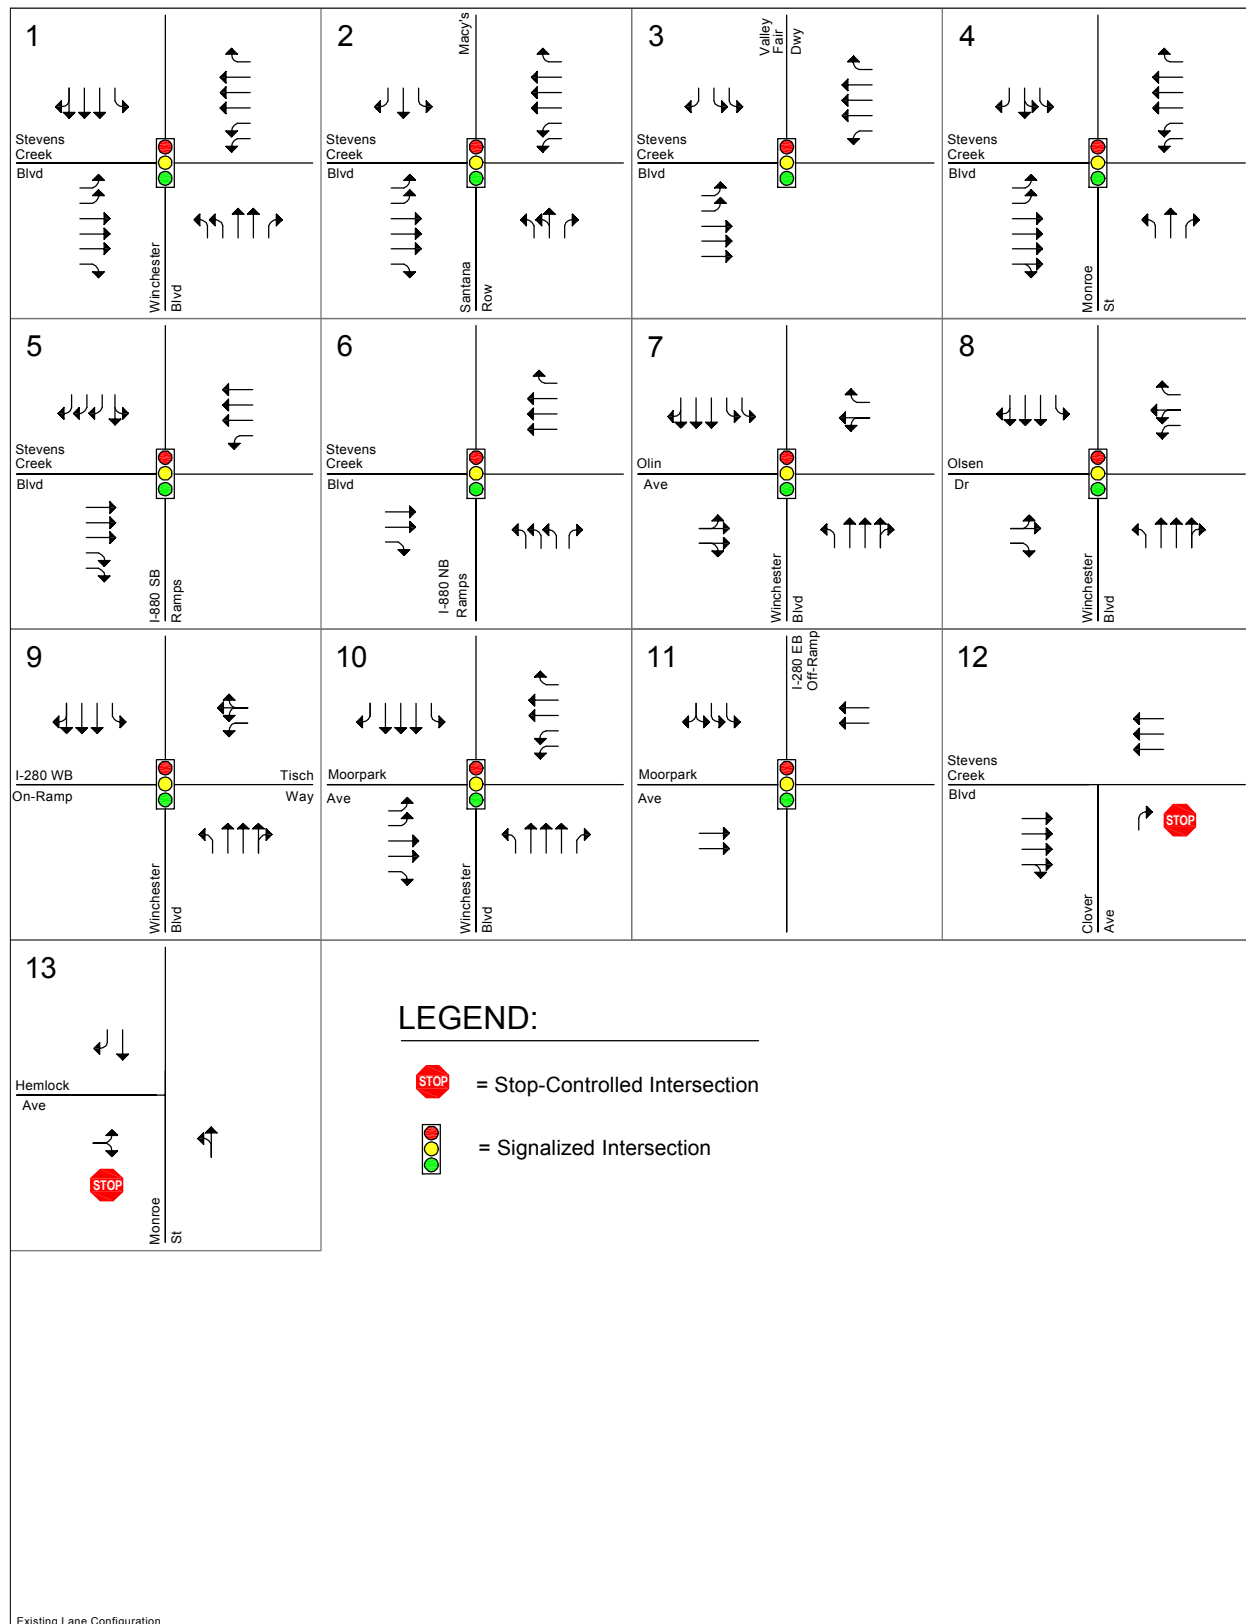 1
Stevens
Creek
Blvd
Winchester
Blvd
2
Macy's
Stevens
Creek
Blvd
Santana
Row
3
Valley
Fair
Dwy
Stevens
Creek
Blvd
4
Stevens
Creek
Blvd
Monroe
St
5
Stevens
Creek
Blvd
I-880 SB
Ramps
6
Stevens
Creek
Blvd
I-880 NB
Ramps
7
Olin
Ave
Winchester
Blvd
8
Olsen
Dr
Winchester
Blvd
9
I-280 WB
On-Ramp
Tisch
Way
Winchester
Blvd
10
Moorpark
Ave
Winchester
Blvd
11
I-280 EB
Off-Ramp
Moorpark
Ave
12
Stevens
Creek
Blvd
STOP
Clover
Ave
13
Hemlock
Ave
STOP
Monroe
St
LEGEND:
STOP = Stop-Controlled Intersection
= Signalized Intersection
Existing Lane Configuration